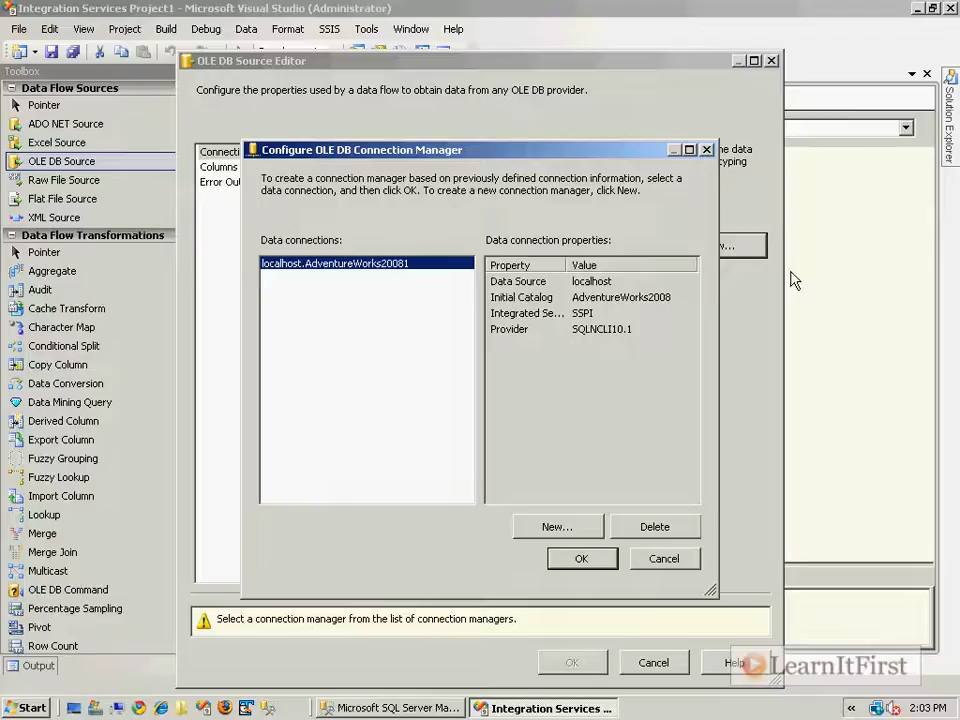 Integration Services Project1 - Microsoft Visual Studio (Administrator)
File Edit View Project Build Debug Data Format SSIS Tools Window Help
Toolbox
Data Flow Sources
Pointer
ADO NET Source
Excel Source
OLE DB Source
Raw File Source
Flat File Source
XML Source
Data Flow Transformations
Pointer
Aggregate
Audit
Cache Transform
Character Map
Conditional Split
Copy Column
Data Conversion
Data Mining Query
Derived Column
Export Column
Fuzzy Grouping
Fuzzy Lookup
Import Column
Lookup
Merge
Merge Join
Multicast
OLE DB Command
Percentage Sampling
Pivot
Row Count
Output
OLE DB Source Editor
Configure the properties used by a data flow to obtain data from any OLE DB provider.
Connecti
Columns
Error Ou
ne data
typing
w...
Configure OLE DB Connection Manager
To create a connection manager based on previously defined connection information, select a
data connection, and then click OK. To create a new connection manager, click New.
Data connections:
localhost.AdventureWorks20081
Data connection properties:
Property Value
Data Source localhost
Initial Catalog AdventureWorks2008
Integrated Se... SSPI
Provider SQLNCLI10.1
New... Delete
OK Cancel
Select a connection manager from the list of connection managers.
OK Cancel Help
LearnItFirst
Solution Explorer
Start
Microsoft SQL Server Ma...
Integration Services ...
«
2:03 PM